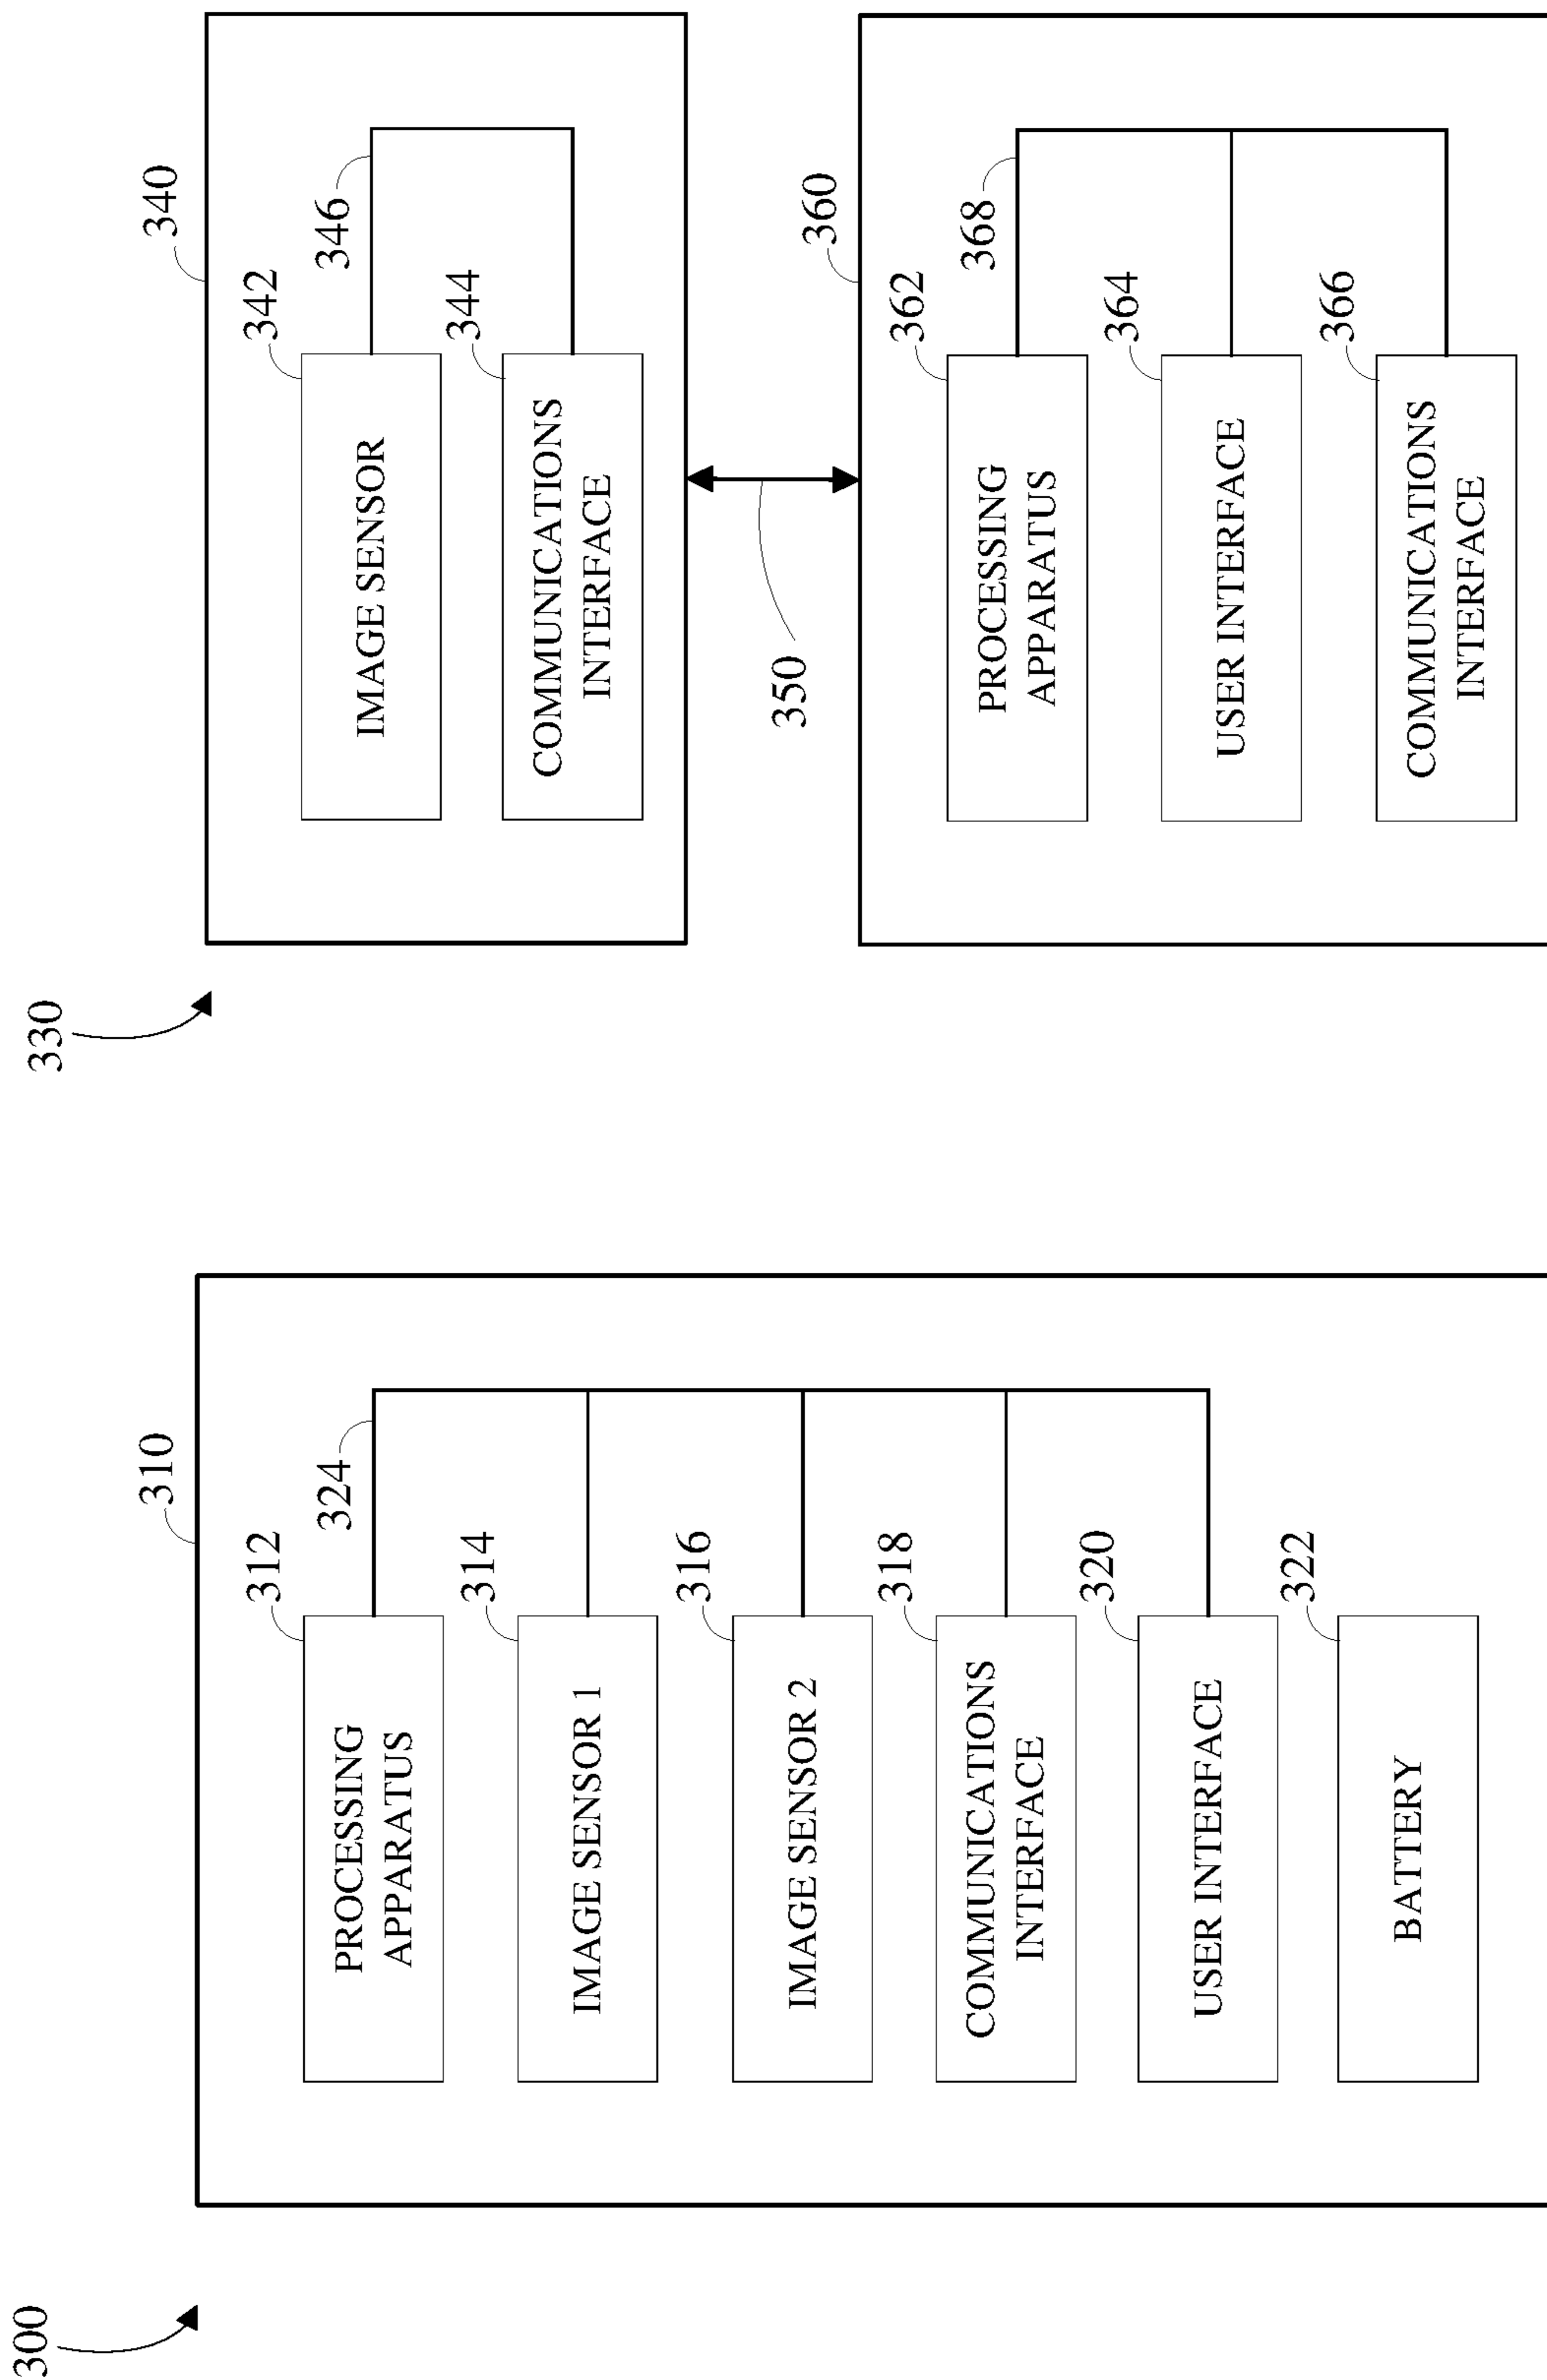 300
310
312
PROCESSING
APPARATUS
324
314
IMAGE SENSOR 1
316
IMAGE SENSOR 2
318
COMMUNICATIONS
INTERFACE
320
USER INTERFACE
322
BATTERY
330
340
342
IMAGE SENSOR
346
344
COMMUNICATIONS
INTERFACE
350
360
362
PROCESSING
APPARATUS
368
364
USER INTERFACE
366
COMMUNICATIONS
INTERFACE